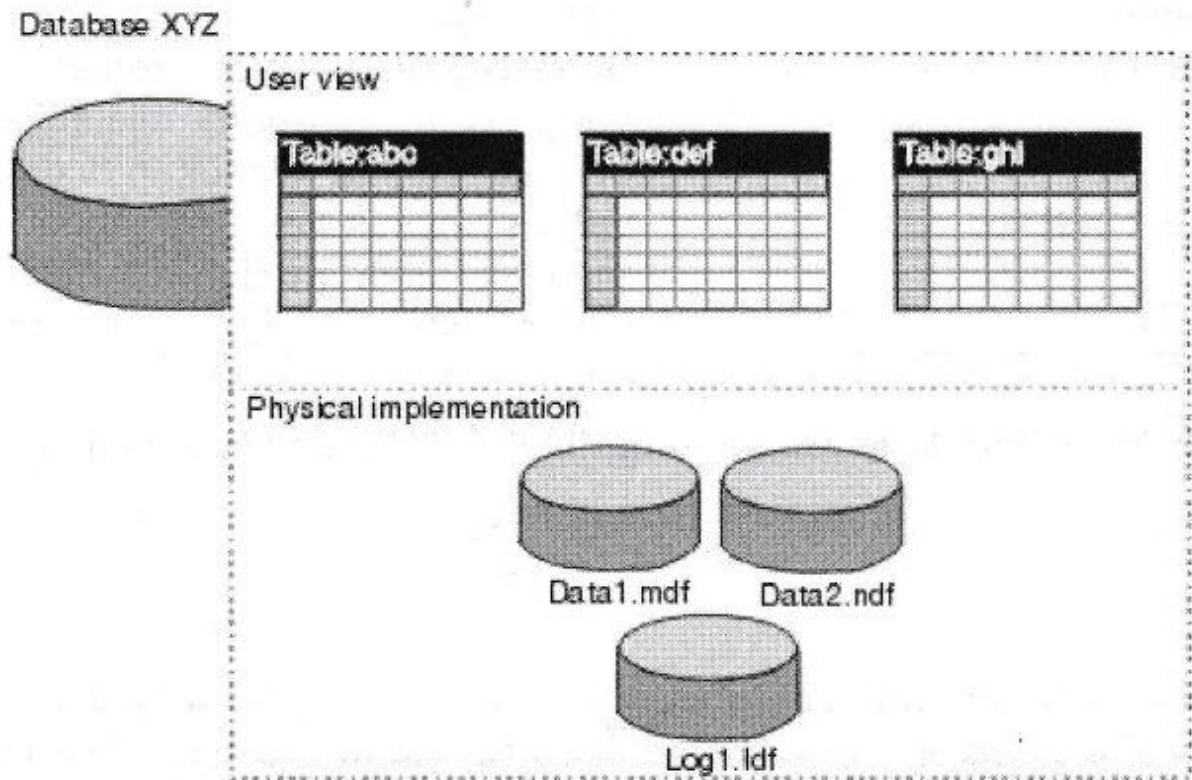 Database XYZ
User view
Table:abc
Table:def
Table:ghi
Physical implementation
Data1.mdf
Data2.ndf
Log1.ldf